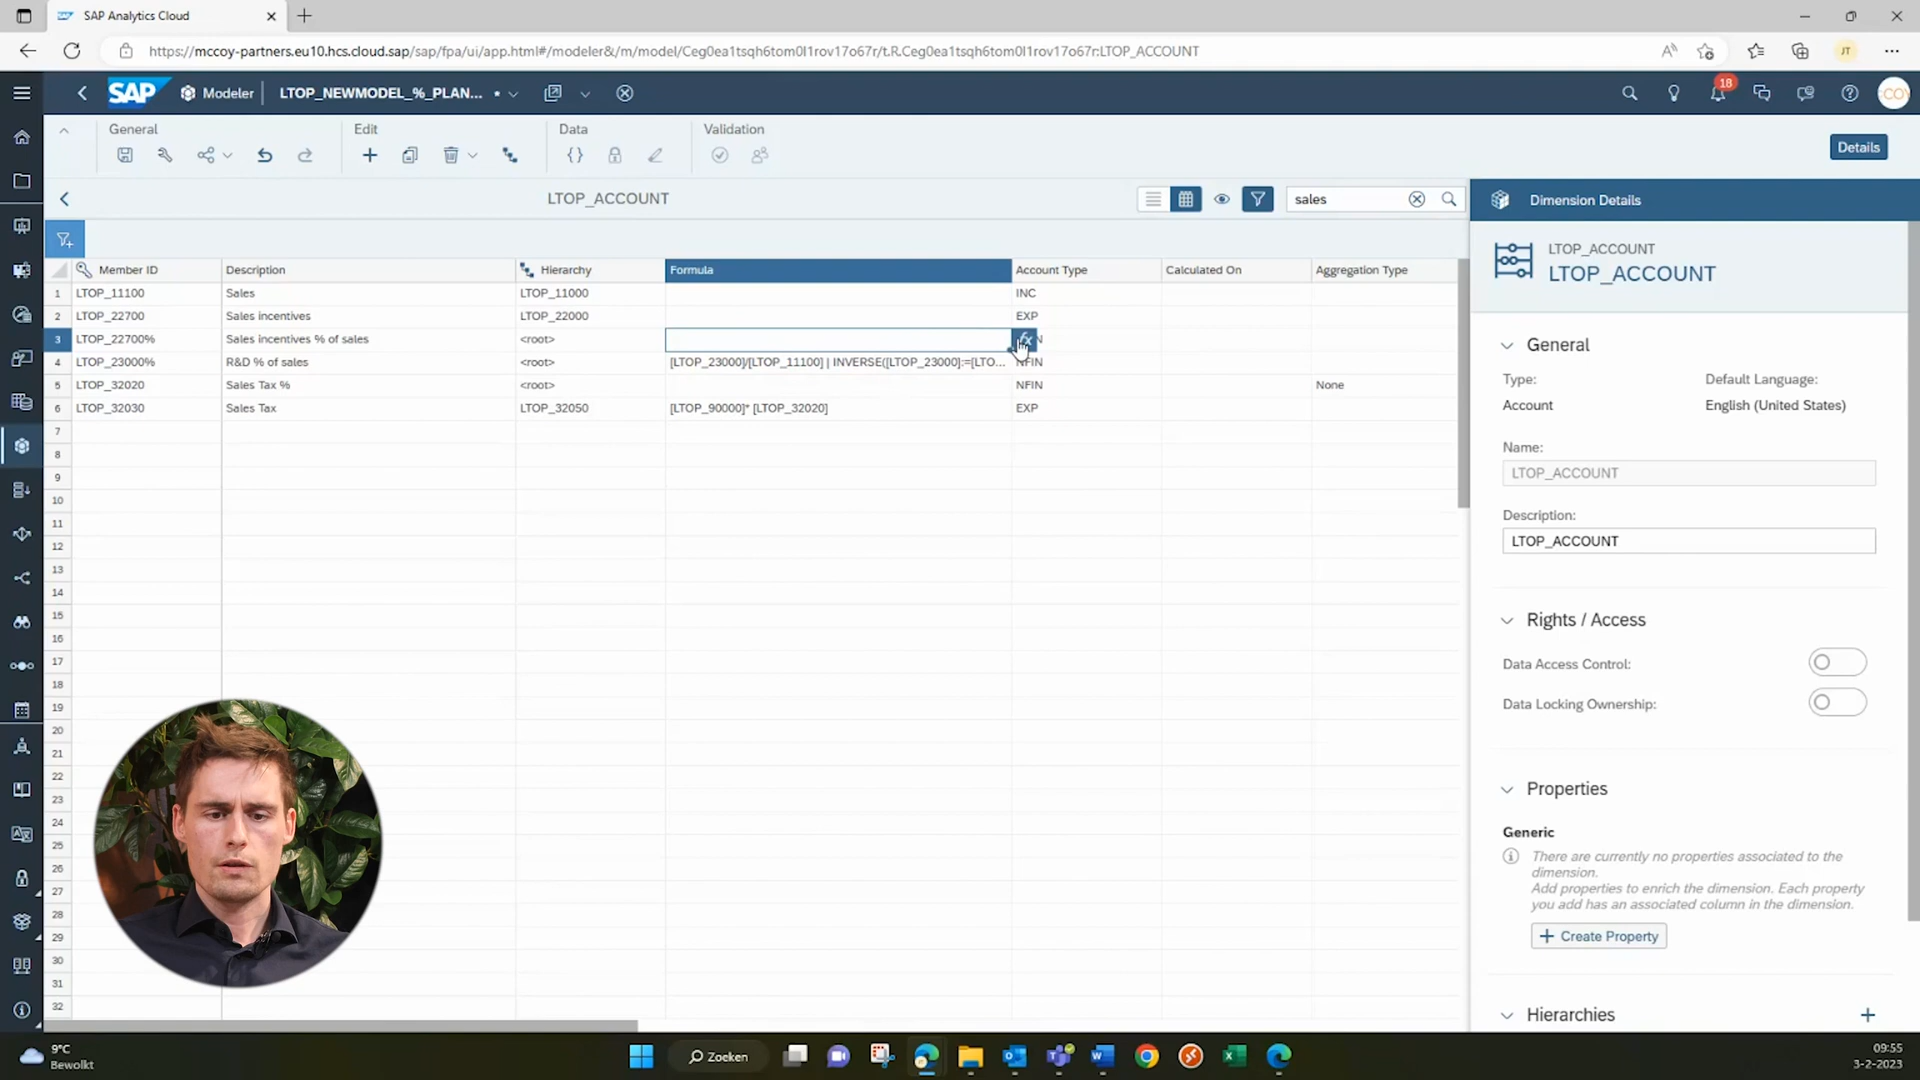 SAP Analytics Cloud
https://mccoy-partners.eu10.hcs.cloud.sap/sap/fpa/ui/app.html#/modeler&/m/model/Ceg0ea1tsqh6tom0l1rov17o67r/t.R.Ceg0ea1tsqh6tom0l1rov17o67r:LTOP_ACCOUNT
JT
SAP Modeler LTOP_NEWMODEL_%_PLAN... 18
General Edit Data Validation
Details
LTOP_ACCOUNT sales Dimension Details
Member ID Description Hierarchy Formula Account Type Calculated On Aggregation Type
1 LTOP_11100 Sales LTOP_11000 INC
2 LTOP_22700 Sales incentives LTOP_22000 EXP
3 LTOP_22700% Sales incentives % of sales <root> fx
4 LTOP_23000% R&D % of sales <root> [LTOP_23000]/[LTOP_11100] | INVERSE([LTOP_23000]:=[LTO... NFIN
5 LTOP_32020 Sales Tax % <root> NFIN None
6 LTOP_32030 Sales Tax LTOP_32050 [LTOP_90000]* [LTOP_32020] EXP
7
8
9
10
11
12
13
14
15
16
17
18
19
20
21
22
23
24
25
26
27
28
29
30
31
32
LTOP_ACCOUNT
LTOP_ACCOUNT
General
Type: Default Language:
Account English (United States)
Name:
LTOP_ACCOUNT
Description:
LTOP_ACCOUNT
Rights / Access
Data Access Control:
Data Locking Ownership:
Properties
Generic
There are currently no properties associated to the
dimension.
Add properties to enrich the dimension. Each property
you add has an associated column in the dimension.
+ Create Property
Hierarchies
9°C
Bewolkt
Zoeken
09:55
3-2-2023